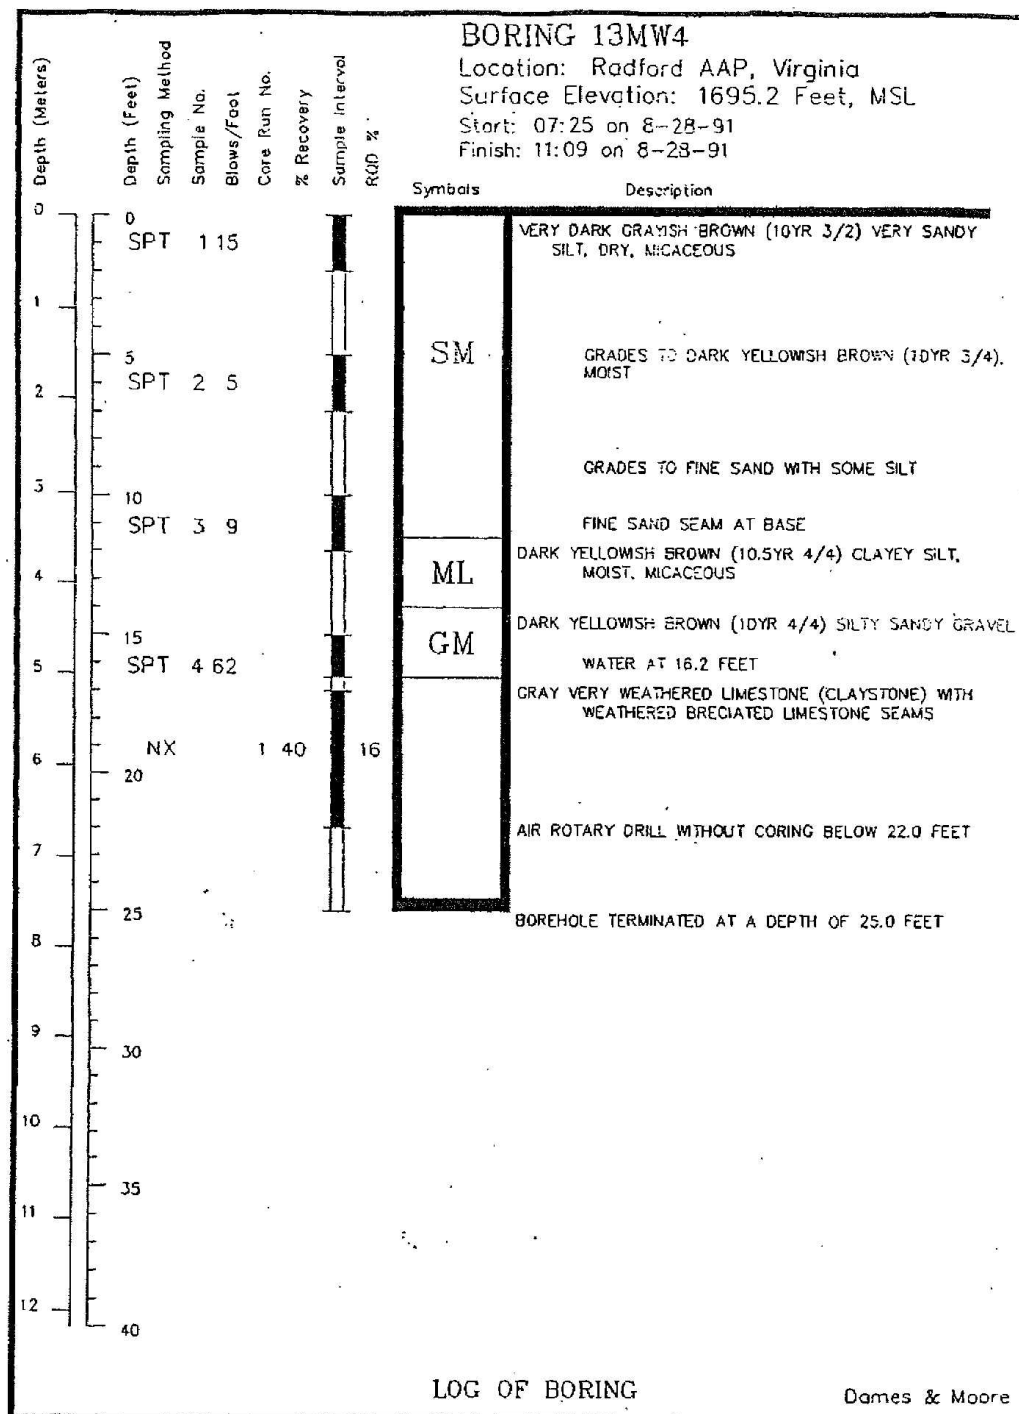 BORING 13MW4
Location: Radford AAP, Virginia
Surface Elevation: 1695.2 Feet, MSL
Start: 07:25 on 8-28-91
Finish: 11:09 on 8-28-91
Depth (Meters)
Depth (Feet)
Sampling Method
Sample No.
Blows/Foot
Core Run No.
% Recovery
Sample Interval
RQD %
Symbols
Description
0
0
VERY DARK GRAYISH BROWN (10YR 3/2) VERY SANDY
SILT, DRY, MICACEOUS
SPT 1 15
1
5
SM
GRADES TO DARK YELLOWISH BROWN (10YR 3/4),
MOIST
SPT 2 5
2
GRADES TO FINE SAND WITH SOME SILT
3
10
SPT 3 9
FINE SAND SEAM AT BASE
DARK YELLOWISH BROWN (10.5YR 4/4) CLAYEY SILT,
MOIST, MICACEOUS
4
ML
DARK YELLOWISH BROWN (10YR 4/4) SILTY SANDY GRAVEL
15
GM
5
SPT 4 62
WATER AT 16.2 FEET
GRAY VERY WEATHERED LIMESTONE (CLAYSTONE) WITH
WEATHERED BRECIATED LIMESTONE SEAMS
NX 1 40 16
6
20
AIR ROTARY DRILL WITHOUT CORING BELOW 22.0 FEET
7
25
BOREHOLE TERMINATED AT A DEPTH OF 25.0 FEET
8
9
30
10
35
11
12
40
LOG OF BORING
Dames & Moore